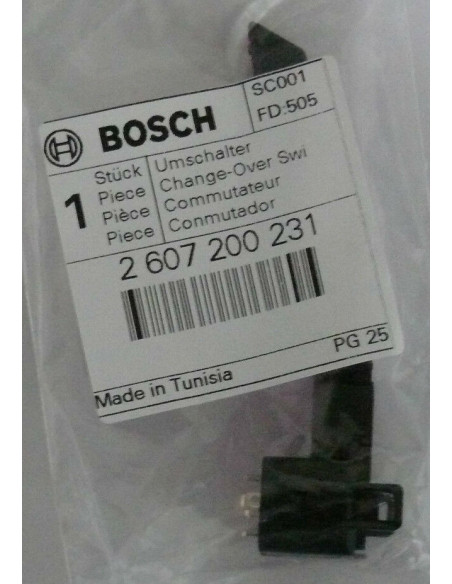 BOSCH
SC001
FD:505
1
Stück
Piece
Pièce
Piece
Umschalter
Change-Over Swi
Commutateur
Conmutador
2 607 200 231
PG 25
Made in Tunisia